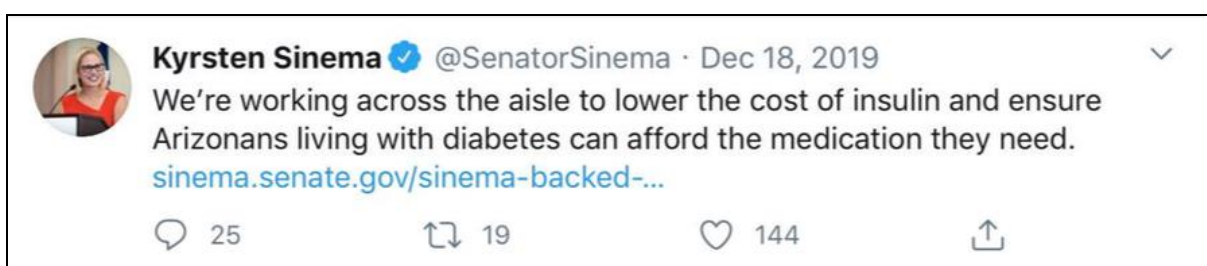 Kyrsten Sinema @SenatorSinema · Dec 18, 2019
We're working across the aisle to lower the cost of insulin and ensure
Arizonans living with diabetes can afford the medication they need.
sinema.senate.gov/sinema-backed-...
25 19 144